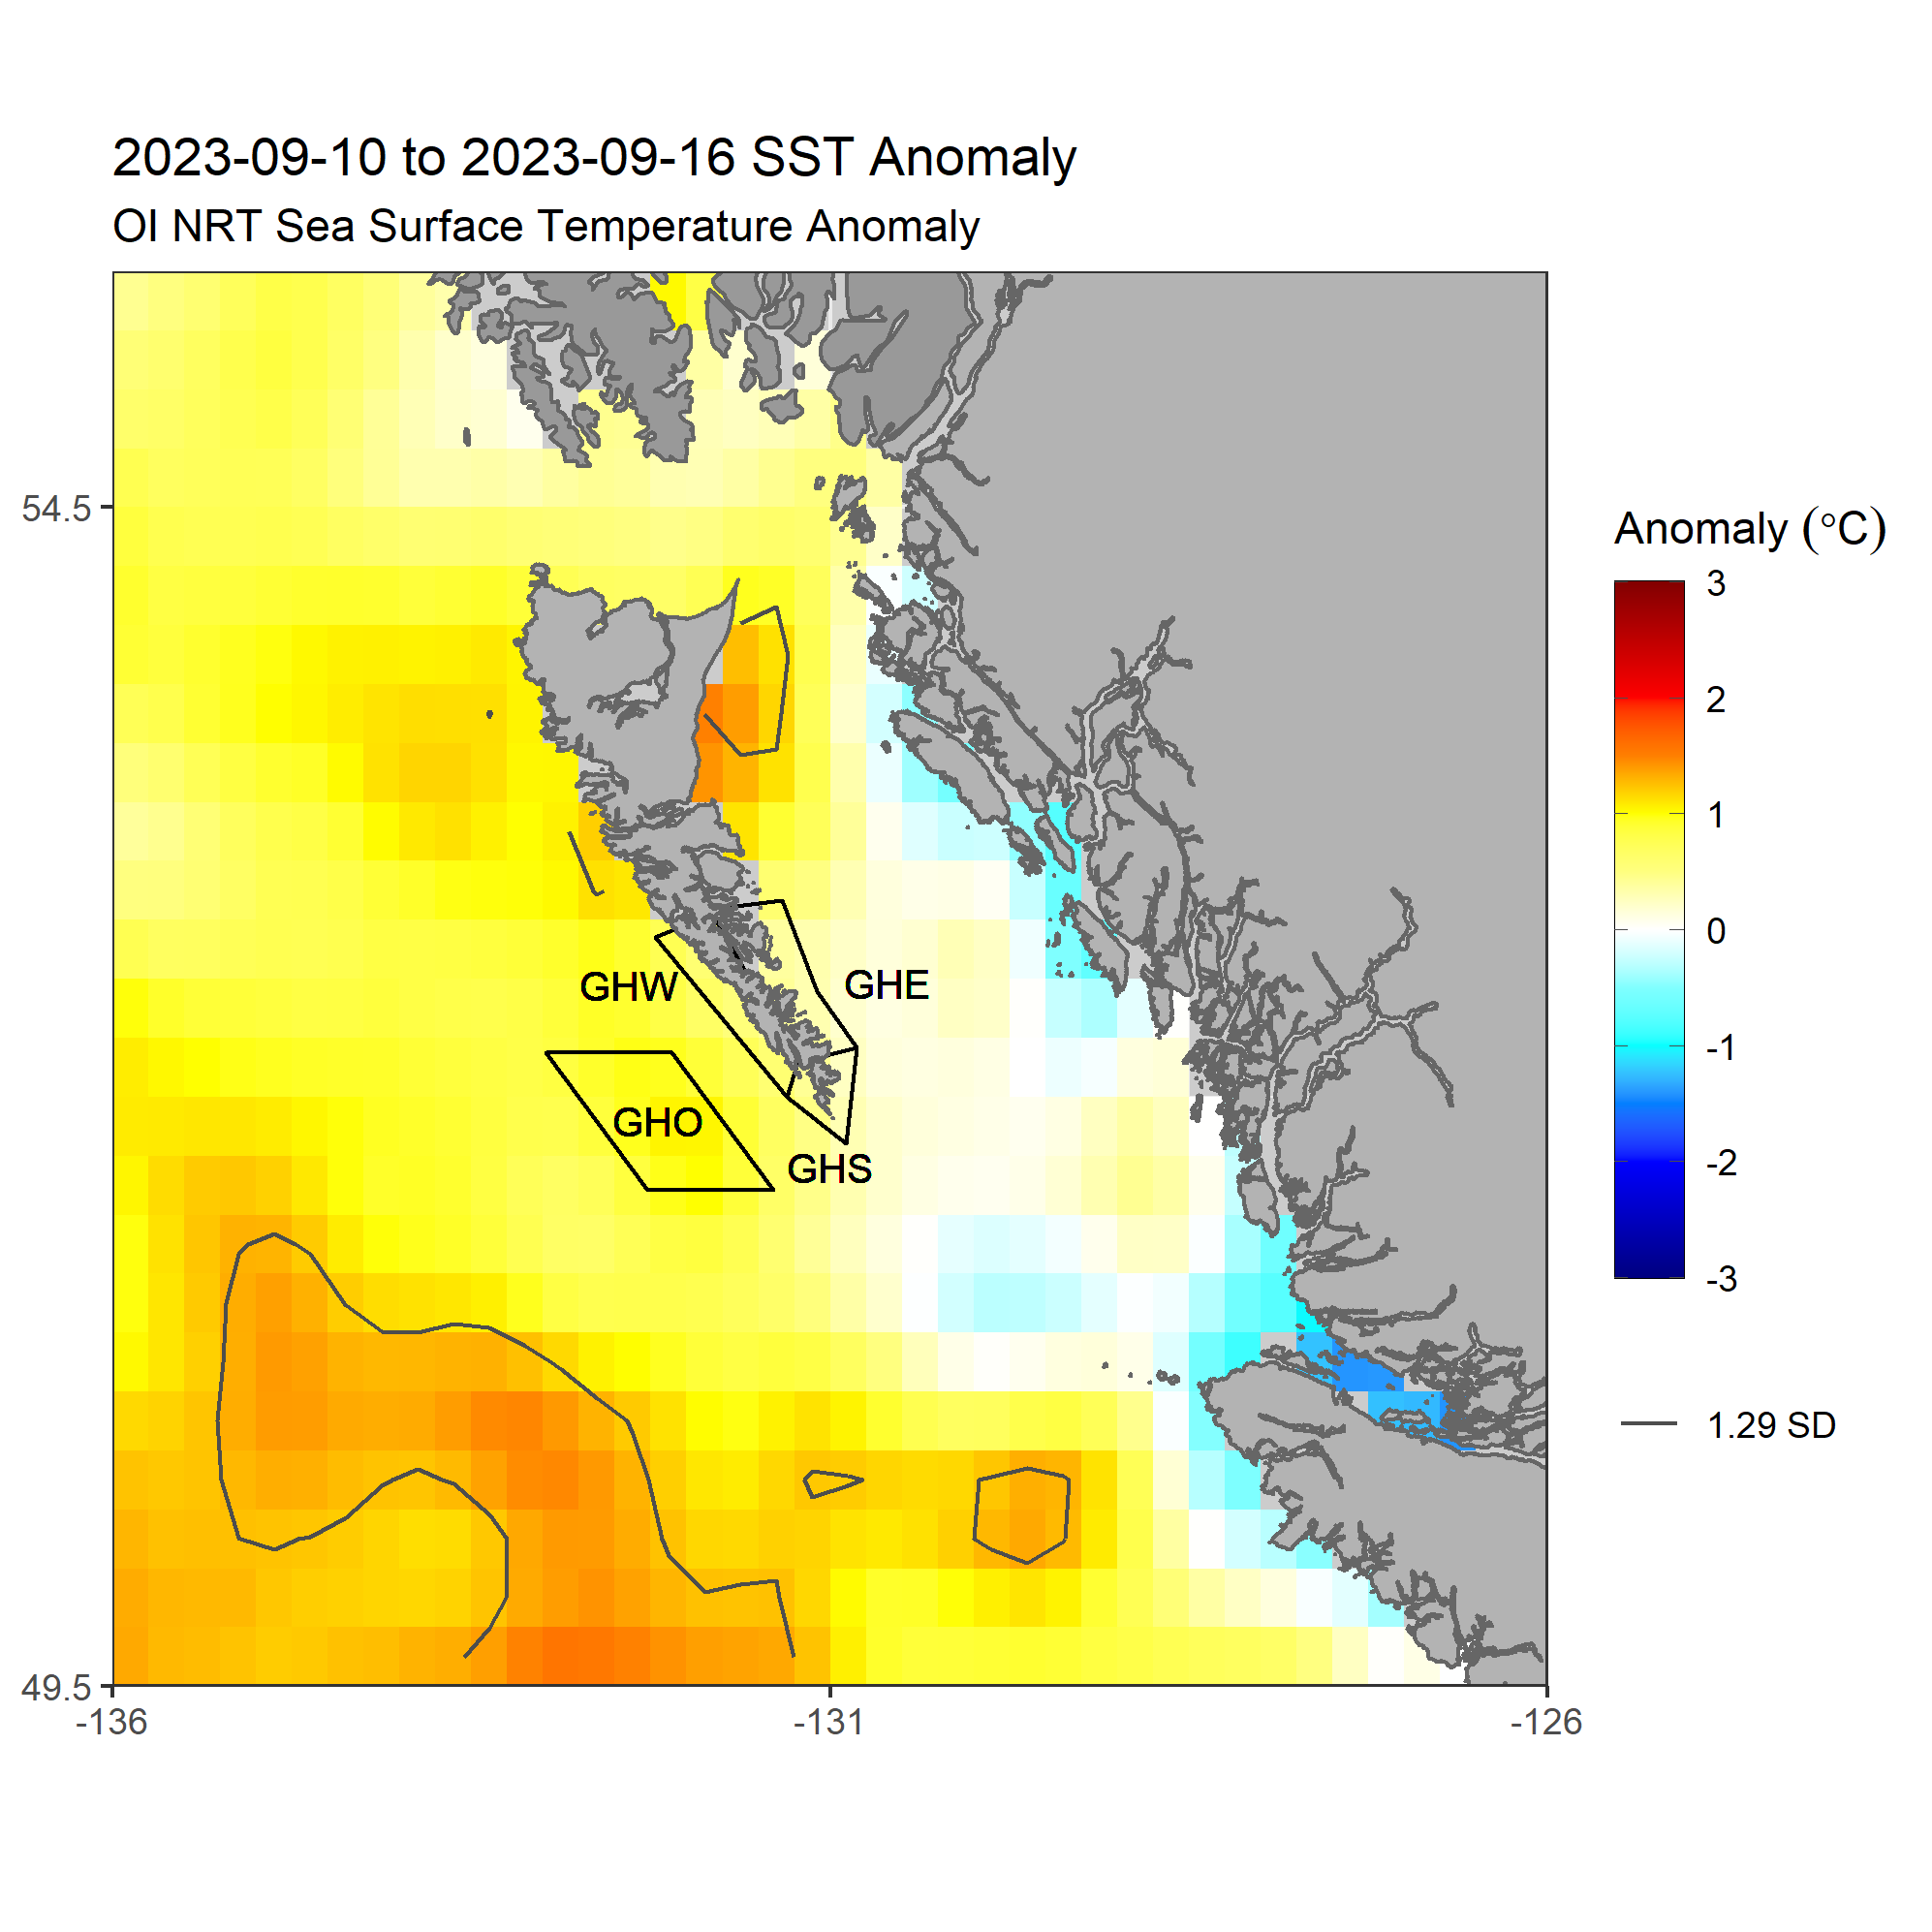 2023-09-10 to 2023-09-16 SST Anomaly
OI NRT Sea Surface Temperature Anomaly
54.5
49.5
-136
-131
-126
GHW
GHE
GHO
GHS
Anomaly (°C)
3
2
1
0
-1
-2
-3
1.29 SD